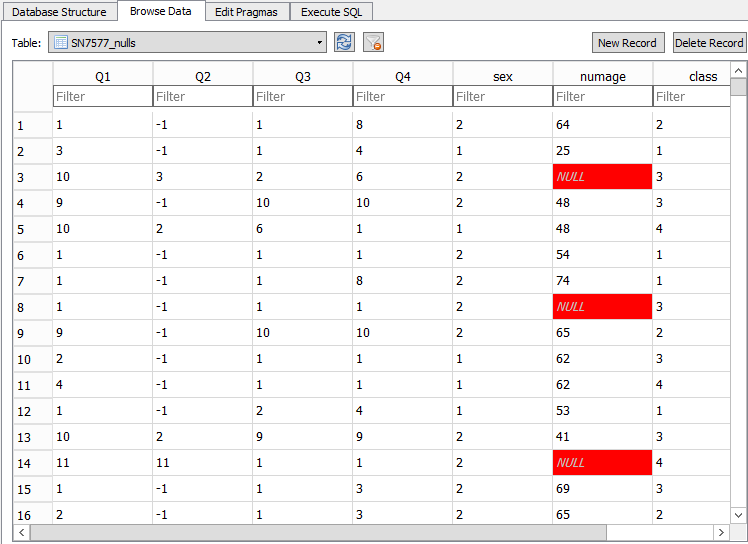 Database Structure Browse Data Edit Pragmas Execute SQL
Table: SN7577_nulls New Record Delete Record
Q1 Q2 Q3 Q4 sex numage class
Filter Filter Filter Filter Filter Filter Filter
1 1 -1 1 8 2 64 2
2 3 -1 1 4 1 25 1
3 10 3 2 6 2 NULL 3
4 9 -1 10 10 2 48 3
5 10 2 6 1 1 48 4
6 1 -1 1 1 2 54 1
7 1 -1 1 8 2 74 1
8 1 -1 1 1 2 NULL 3
9 9 -1 10 10 2 65 2
10 2 -1 1 1 1 62 3
11 4 -1 1 1 1 62 4
12 1 -1 2 4 1 53 1
13 10 2 9 9 2 41 3
14 11 11 1 1 2 NULL 4
15 1 -1 1 3 2 69 3
16 2 -1 1 3 2 65 2